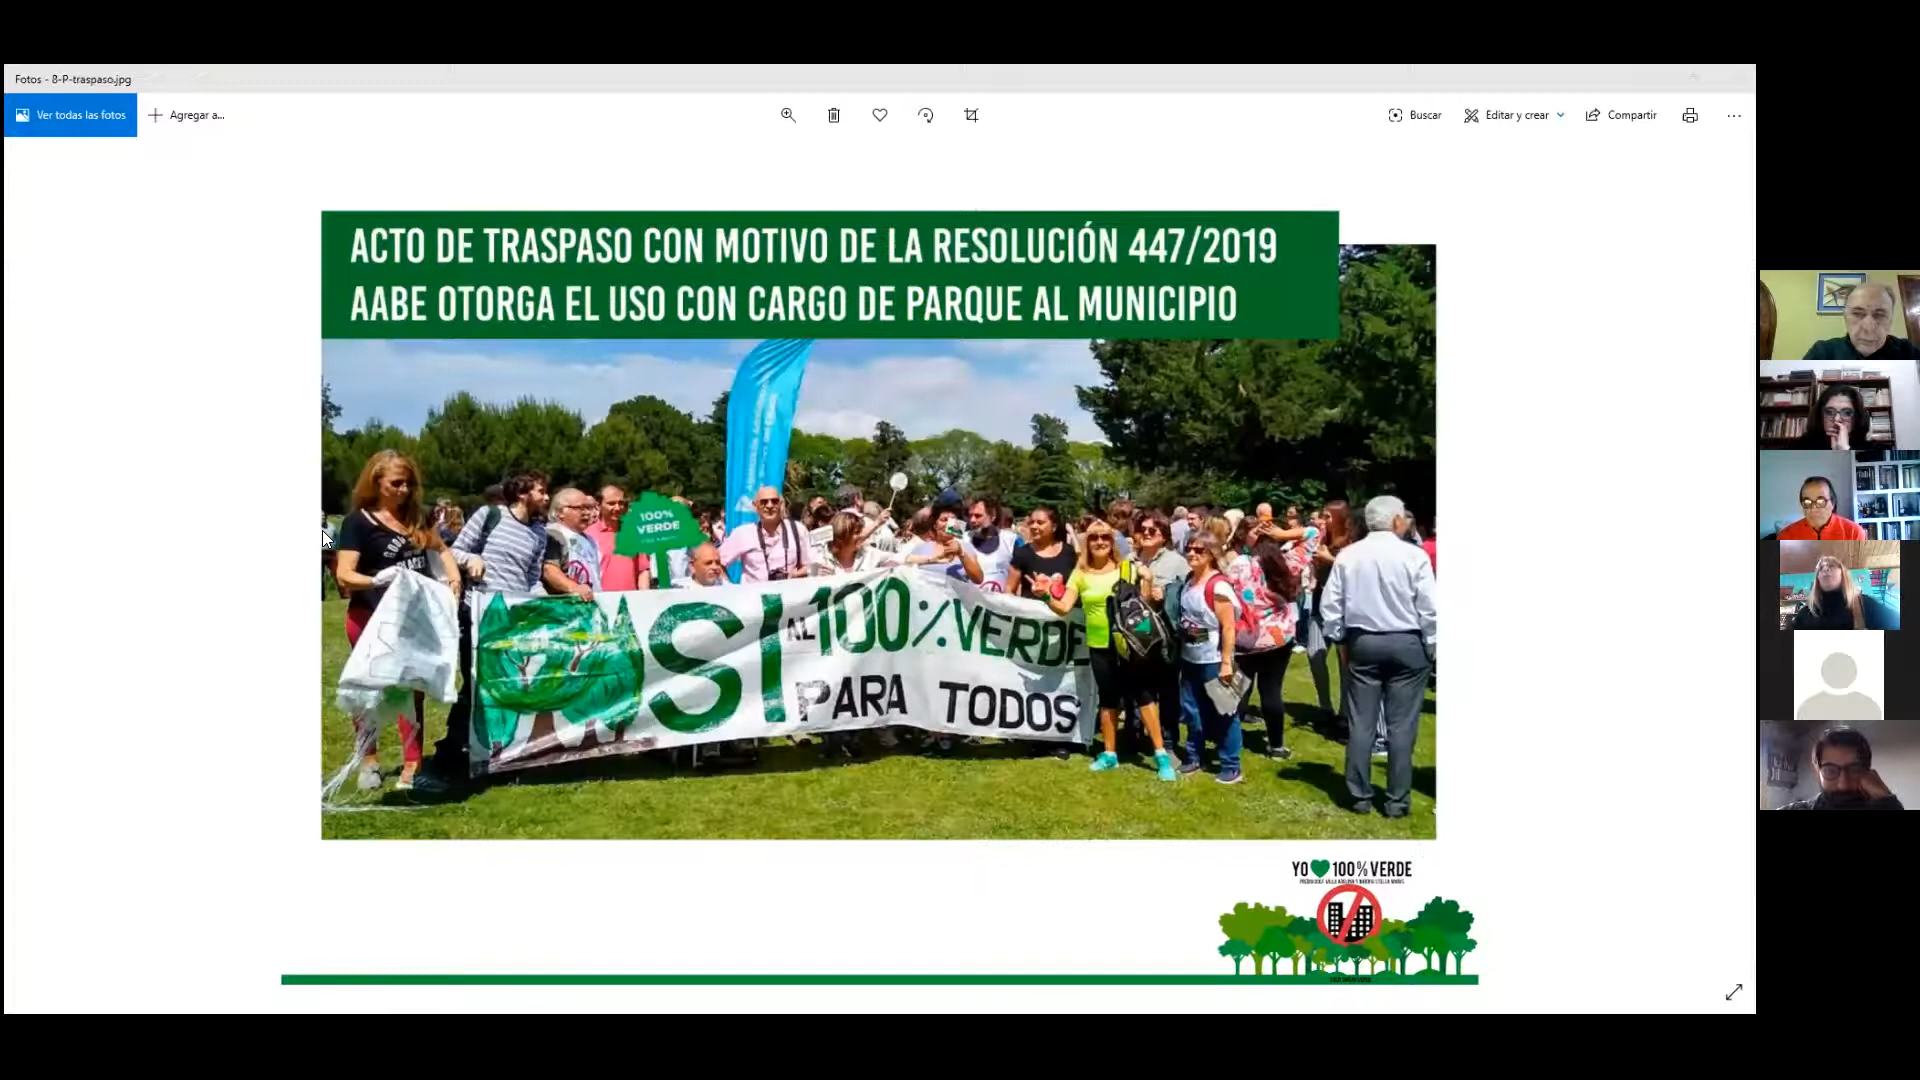 Fotos - 8-P-traspaso.jpg
Ver todas las fotos
Agregar a...
Buscar
Editar y crear
Compartir
ACTO DE TRASPASO CON MOTIVO DE LA RESOLUCIÓN 447/2019
AABE OTORGA EL USO CON CARGO DE PARQUE AL MUNICIPIO
100%
VERDE
SI AL 100% VERDE
PARA TODOS
YO 100% VERDE